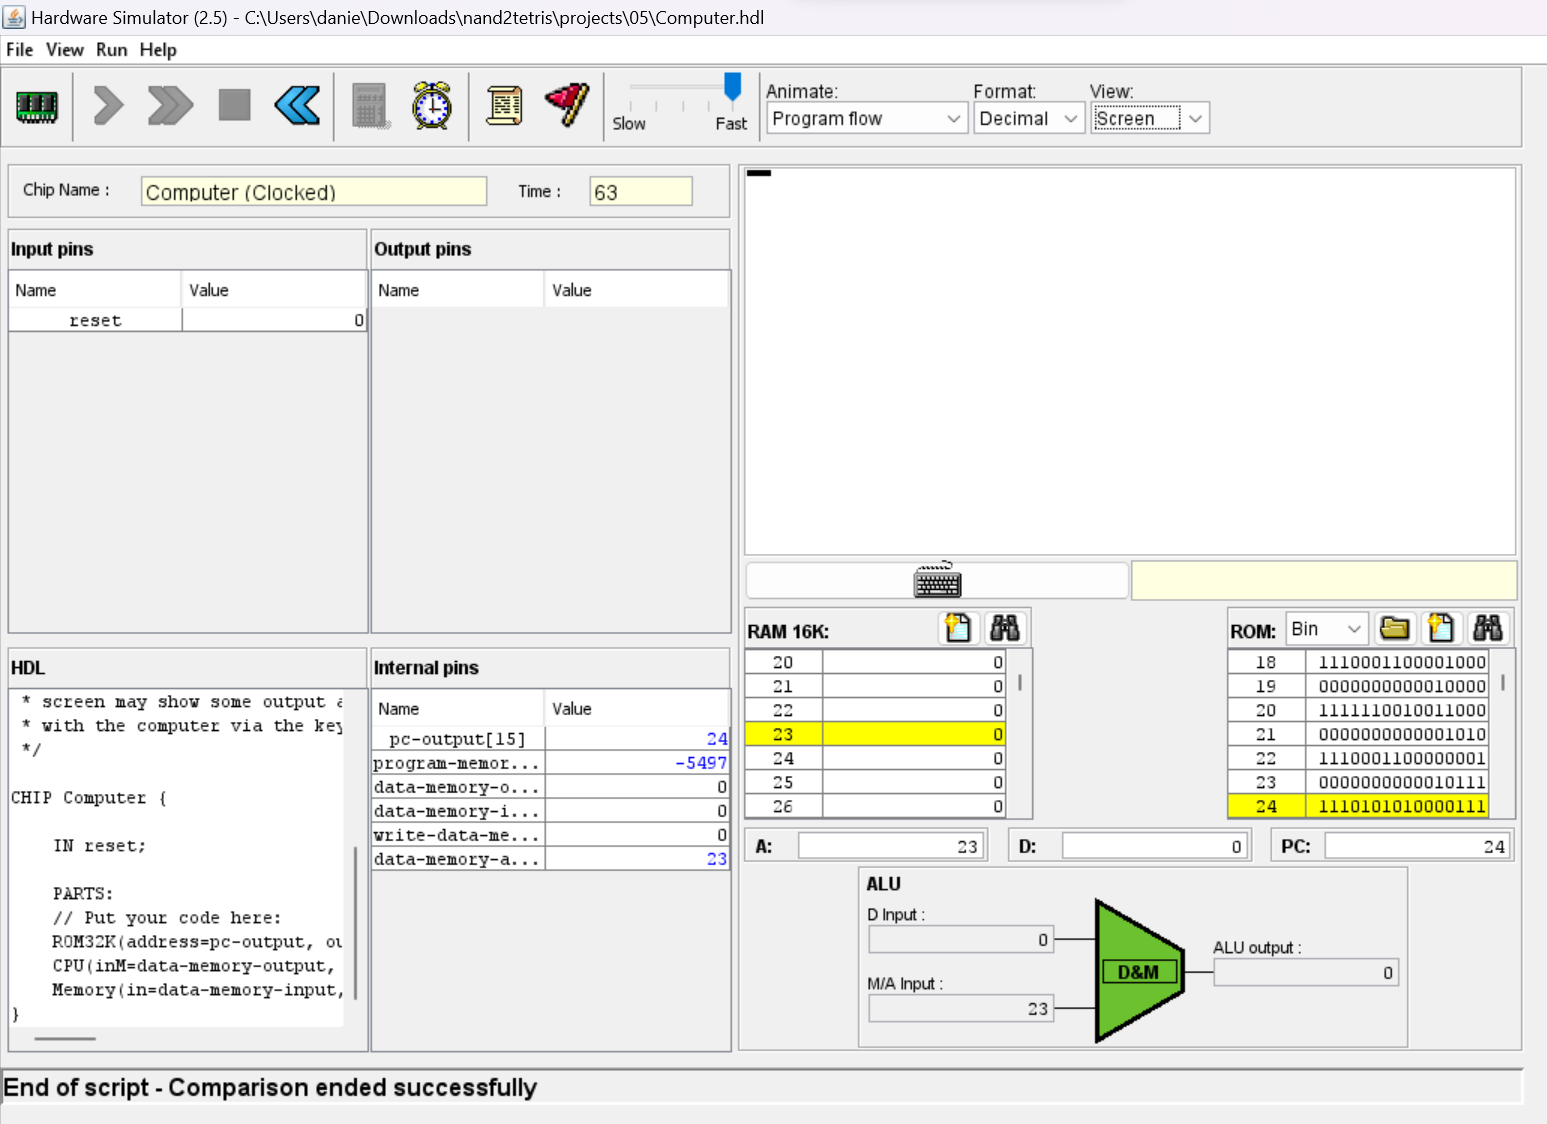 Hardware Simulator (2.5) - C:\Users\danie\Downloads\nand2tetris\projects\05\Computer.hdl
File View Run Help
Slow Fast
Animate: Format: View:
Program flow Decimal Screen
Chip Name : Computer (Clocked) Time : 63
Input pins
Name Value
reset 0
Output pins
Name Value
HDL
* screen may show some output a
* with the computer via the key
*/
CHIP Computer {
IN reset;
PARTS:
// Put your code here:
ROM32K(address=pc-output, ou
CPU(inM=data-memory-output,
Memory(in=data-memory-input,
}
Internal pins
Name Value
pc-output[15] 24
program-memor... -5497
data-memory-o... 0
data-memory-i... 0
write-data-me... 0
data-memory-a... 23
RAM 16K:
20 0
21 0
22 0
23 0
24 0
25 0
26 0
ROM: Bin
18 1110001100001000
19 0000000000010000
20 1111110010011000
21 0000000000001010
22 1110001100000001
23 0000000000010111
24 1110101010000111
A: 23 D: 0 PC: 24
ALU
D Input :
0
M/A Input :
23
D&M
ALU output :
0
End of script - Comparison ended successfully